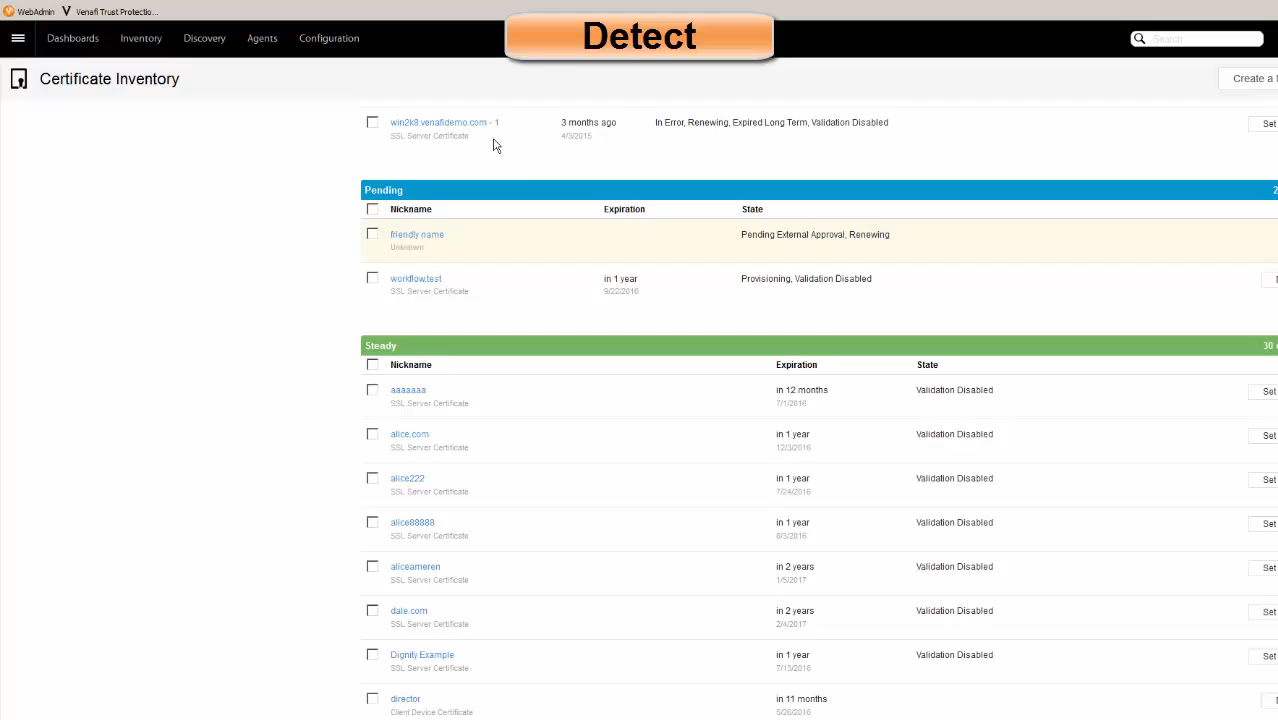 WebAdmin Venafi Trust Protectio...
Detect
Dashboards Inventory Discovery Agents Configuration Search
Certificate Inventory Create a
win2k8.venafidemo.com - 1 3 months ago In Error, Renewing, Expired Long Term, Validation Disabled Set
SSL Server Certificate 4/3/2015
Pending 2
Nickname Expiration State
friendly name Pending External Approval, Renewing
Unknown
workflow.test in 1 year Provisioning, Validation Disabled
SSL Server Certificate 9/22/2016
Steady 30
Nickname Expiration State
aaaaaaa in 12 months Validation Disabled Set
SSL Server Certificate 7/1/2016
alice.com in 1 year Validation Disabled Set
SSL Server Certificate 12/3/2016
alice222 in 1 year Validation Disabled Set
SSL Server Certificate 7/24/2016
alice88888 in 1 year Validation Disabled Set
SSL Server Certificate 8/3/2016
aliceameren in 2 years Validation Disabled Set
SSL Server Certificate 1/5/2017
dale.com in 2 years Validation Disabled Set
SSL Server Certificate 2/4/2017
Dignity Example in 1 year Validation Disabled Set
SSL Server Certificate 7/13/2016
director in 11 months
Client Device Certificate 5/26/2016